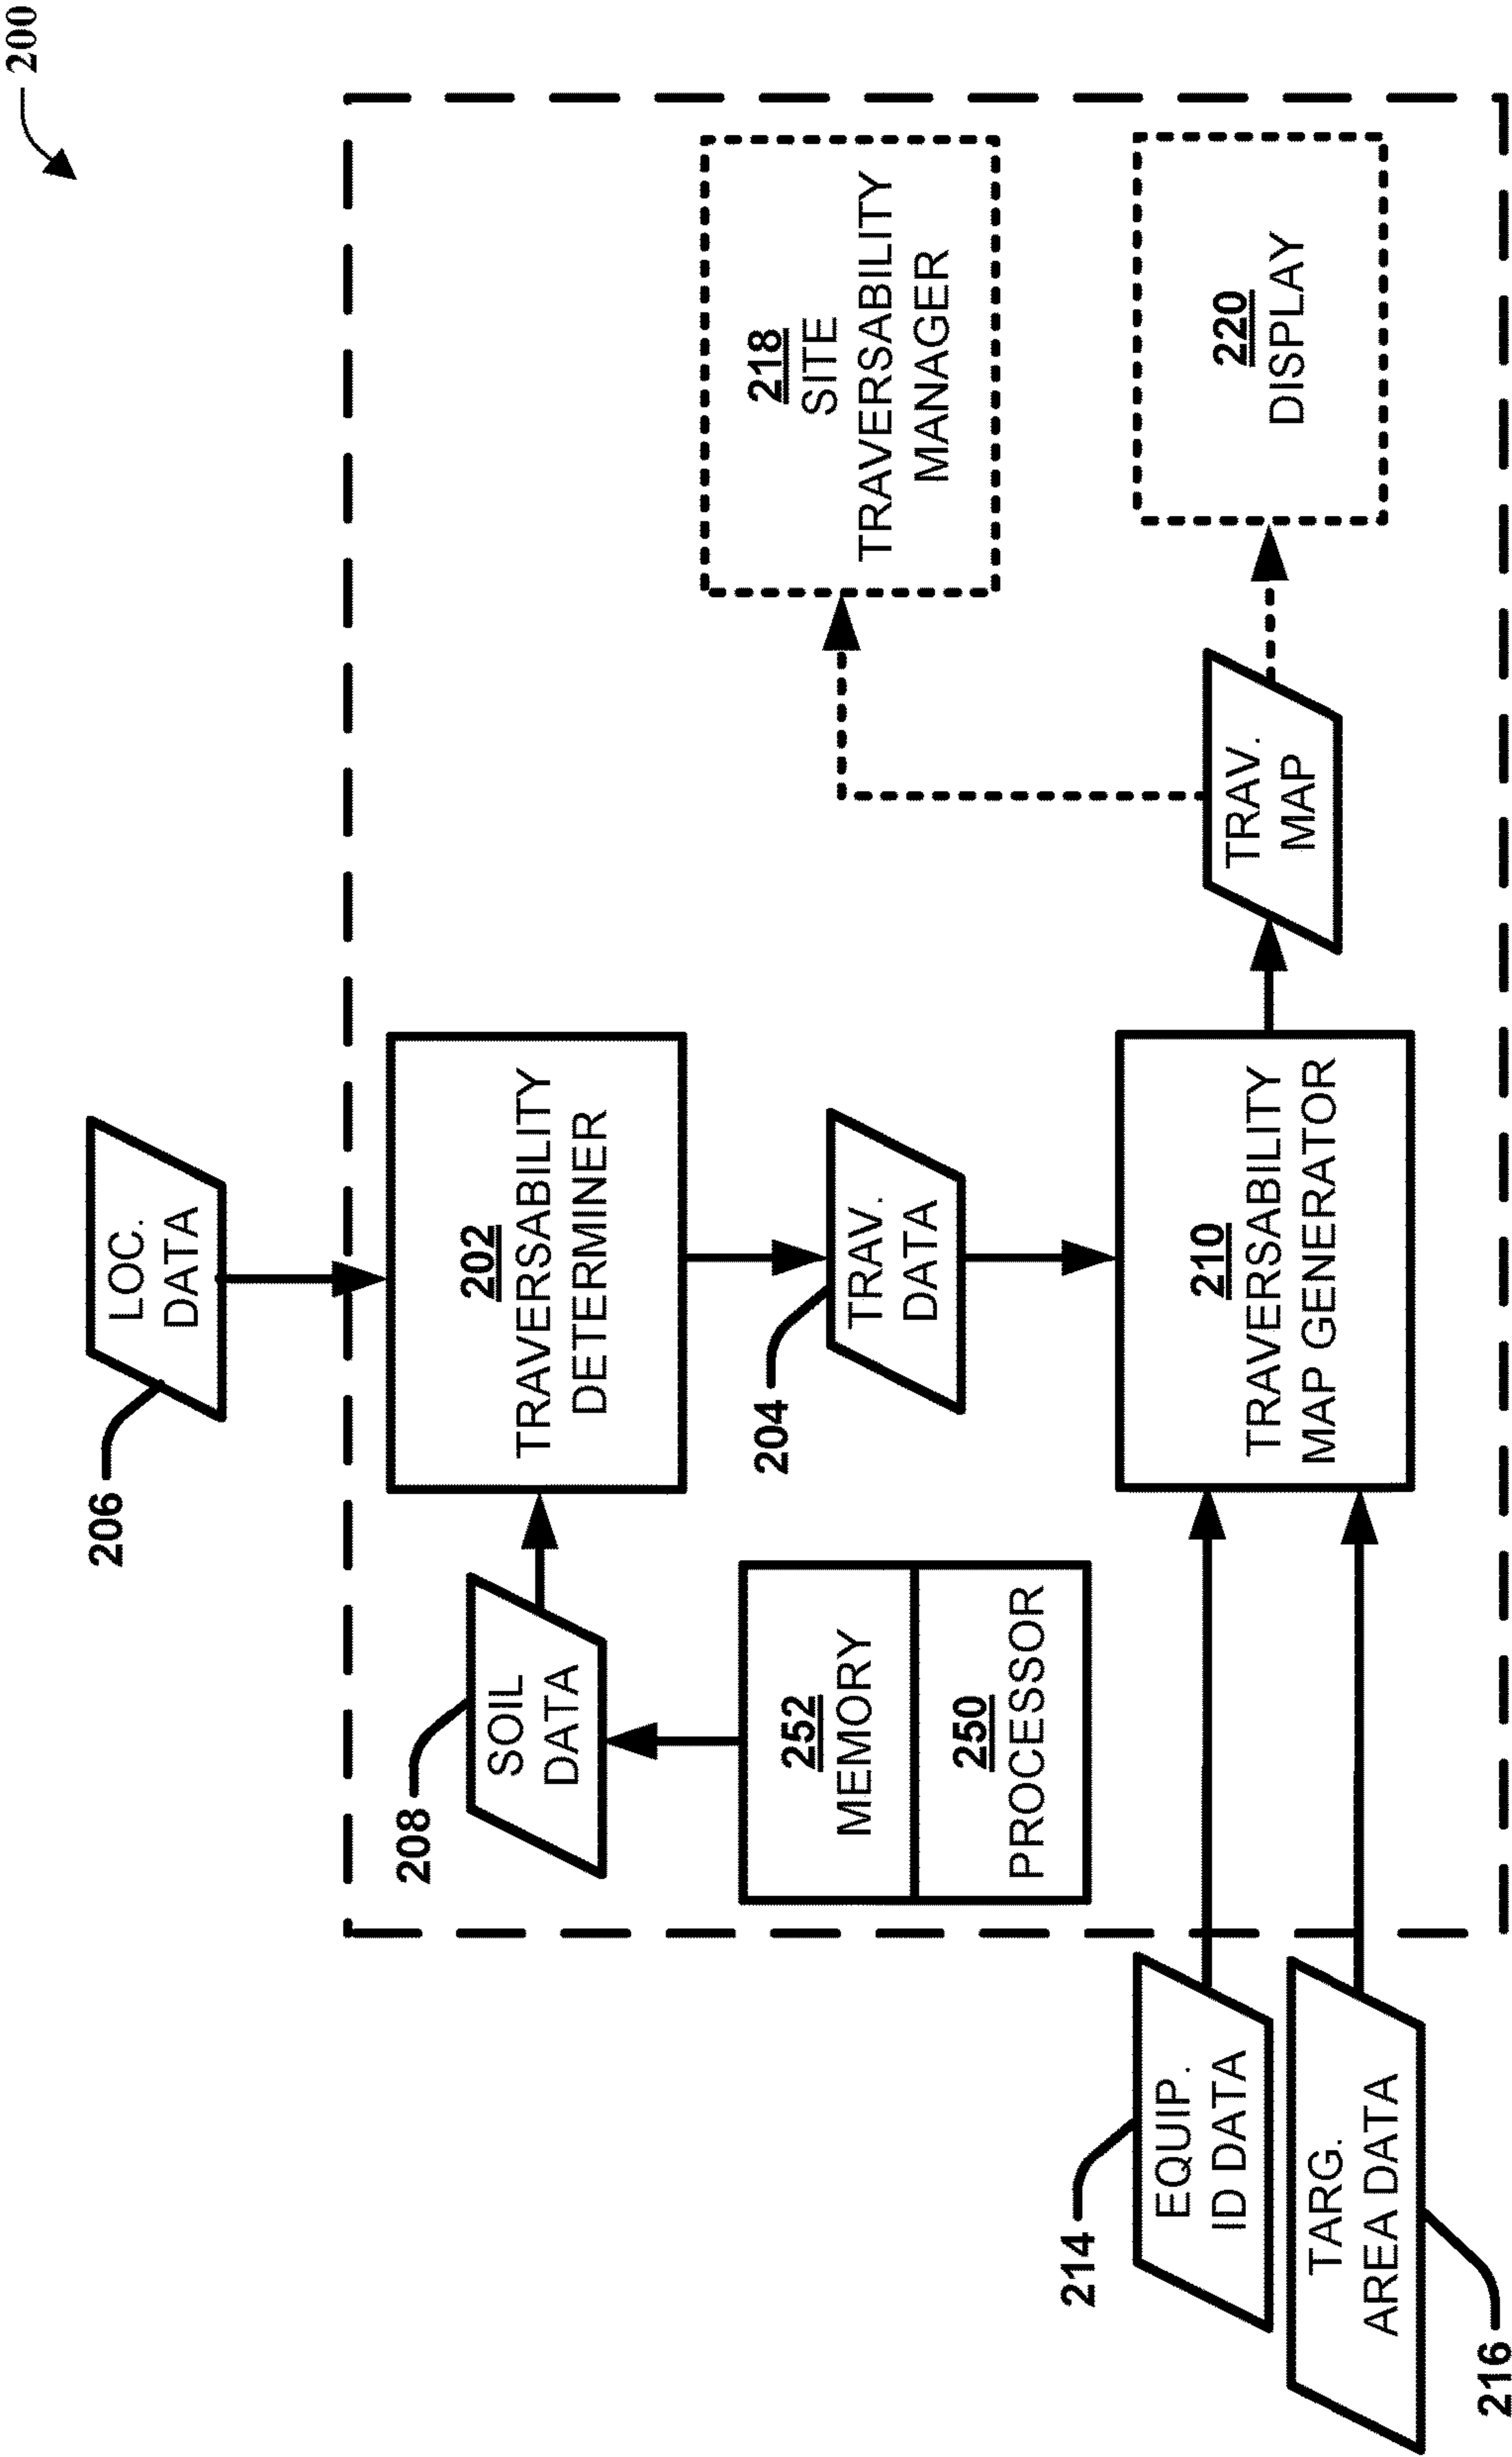 200
206
LOC.
DATA
208
SOIL
DATA
202
TRAVERSABILITY
DETERMINER
252
MEMORY
250
PROCESSOR
204
TRAV.
DATA
218
SITE
TRAVERSABILITY
MANAGER
214
EQUIP.
ID DATA
TARG.
AREA DATA
216
210
TRAVERSABILITY
MAP GENERATOR
TRAV.
MAP
220
DISPLAY